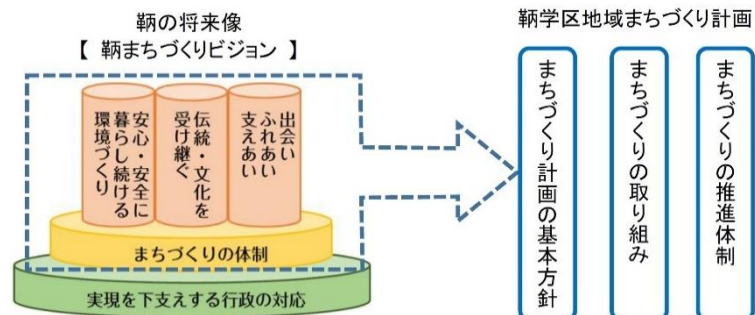 鞆の将来像
【 鞆まちづくりビジョン 】
安心・安全に
暮らし続ける
環境づくり
伝統・文化を
受け継ぐ
出会い
ふれあい
支えあい
まちづくりの体制
実現を下支えする行政の対応
鞆学区地域まちづくり計画
まちづくり計画の基本方針
まちづくりの取り組み
まちづくりの推進体制